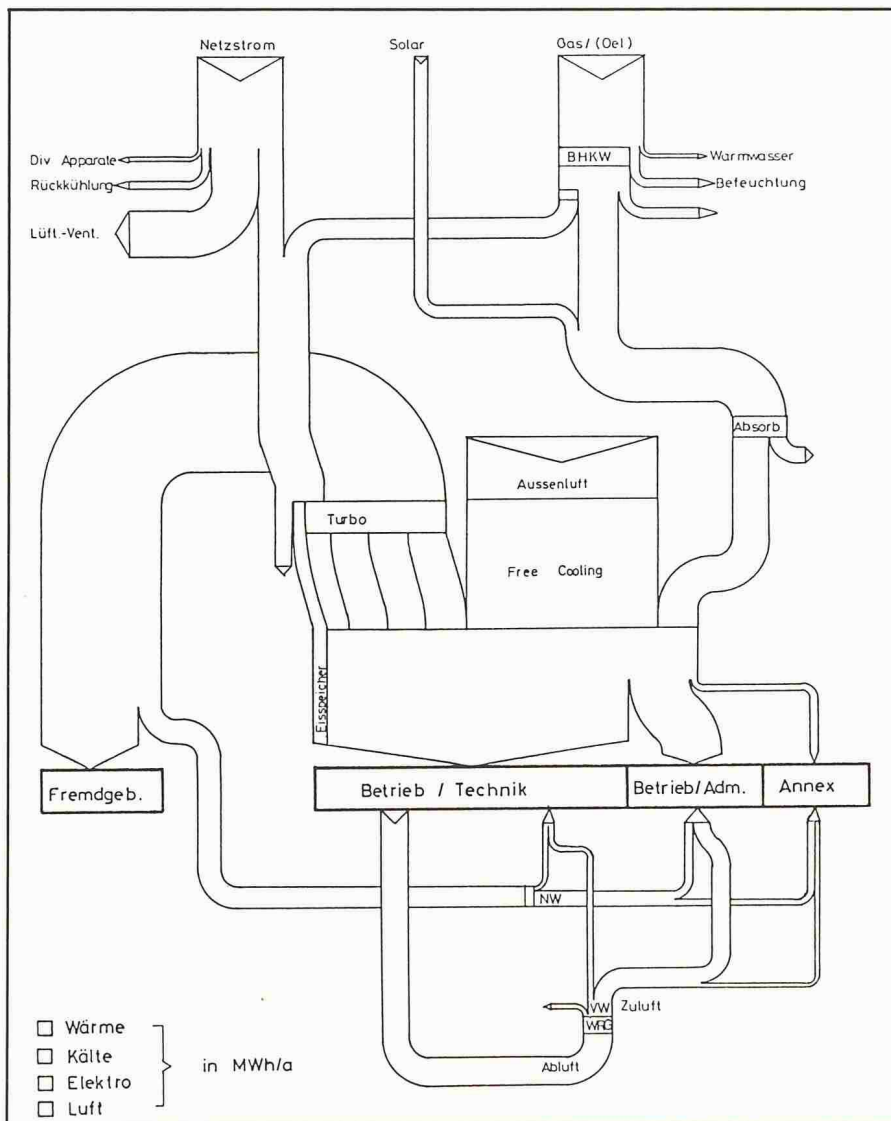 Netzstrom
Solar
Gas/(Oel)
Div Apparate
Rückkühlung
Lüft.-Vent.
BHKW
Warmwasser
Befeuchtung
Absorb
Aussenluft
Turbo
Free Cooling
Eisspeicher
Fremdgeb.
Betrieb / Technik
Betrieb/Adm.
Annex
NW
VW
Zuluft
WRG
Abluft
Wärme
Kälte
Elektro
Luft
in MWh/a